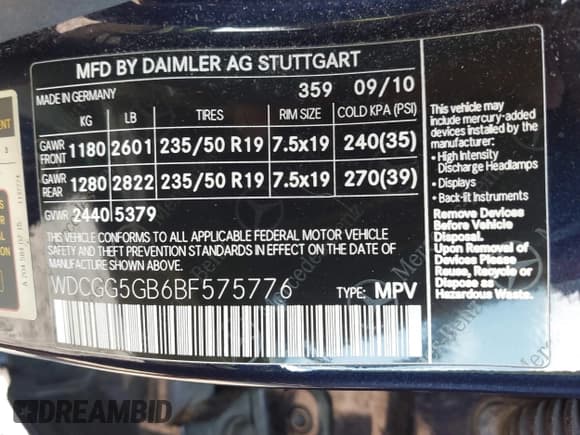 MFD BY DAIMLER AG STUTTGART
MADE IN GERMANY 359 09/10
KG LB TIRES RIM SIZE COLD KPA (PSI)
GAWR FRONT 1180 2601 235/50 R19 7.5x19 240(35)
GAWR REAR 1280 2822 235/50 R19 7.5x19 270(39)
GVWR 2440 5379
THIS VEHICLE CONFORMS TO ALL APPLICABLE FEDERAL MOTOR VEHICLE
SAFETY AND THEFT PREVENTION STANDARDS IN EFFECT ON THE DATE OF
MANUFACTURE SHOWN ABOVE.
WDCGG5GB6BF575776 TYPE: MPV
This vehicle may
include mercury-added
devices installed by the
manufacturer:
• High Intensity
Discharge Headlamps
• Displays
• Back-lit Instruments
Remove Devices
Before Vehicle
Disposal.
Upon Removal of
Devices Please
Reuse, Recycle or
Dispose as
Hazardous Waste.
Mercedes-Benz
DREAMBID